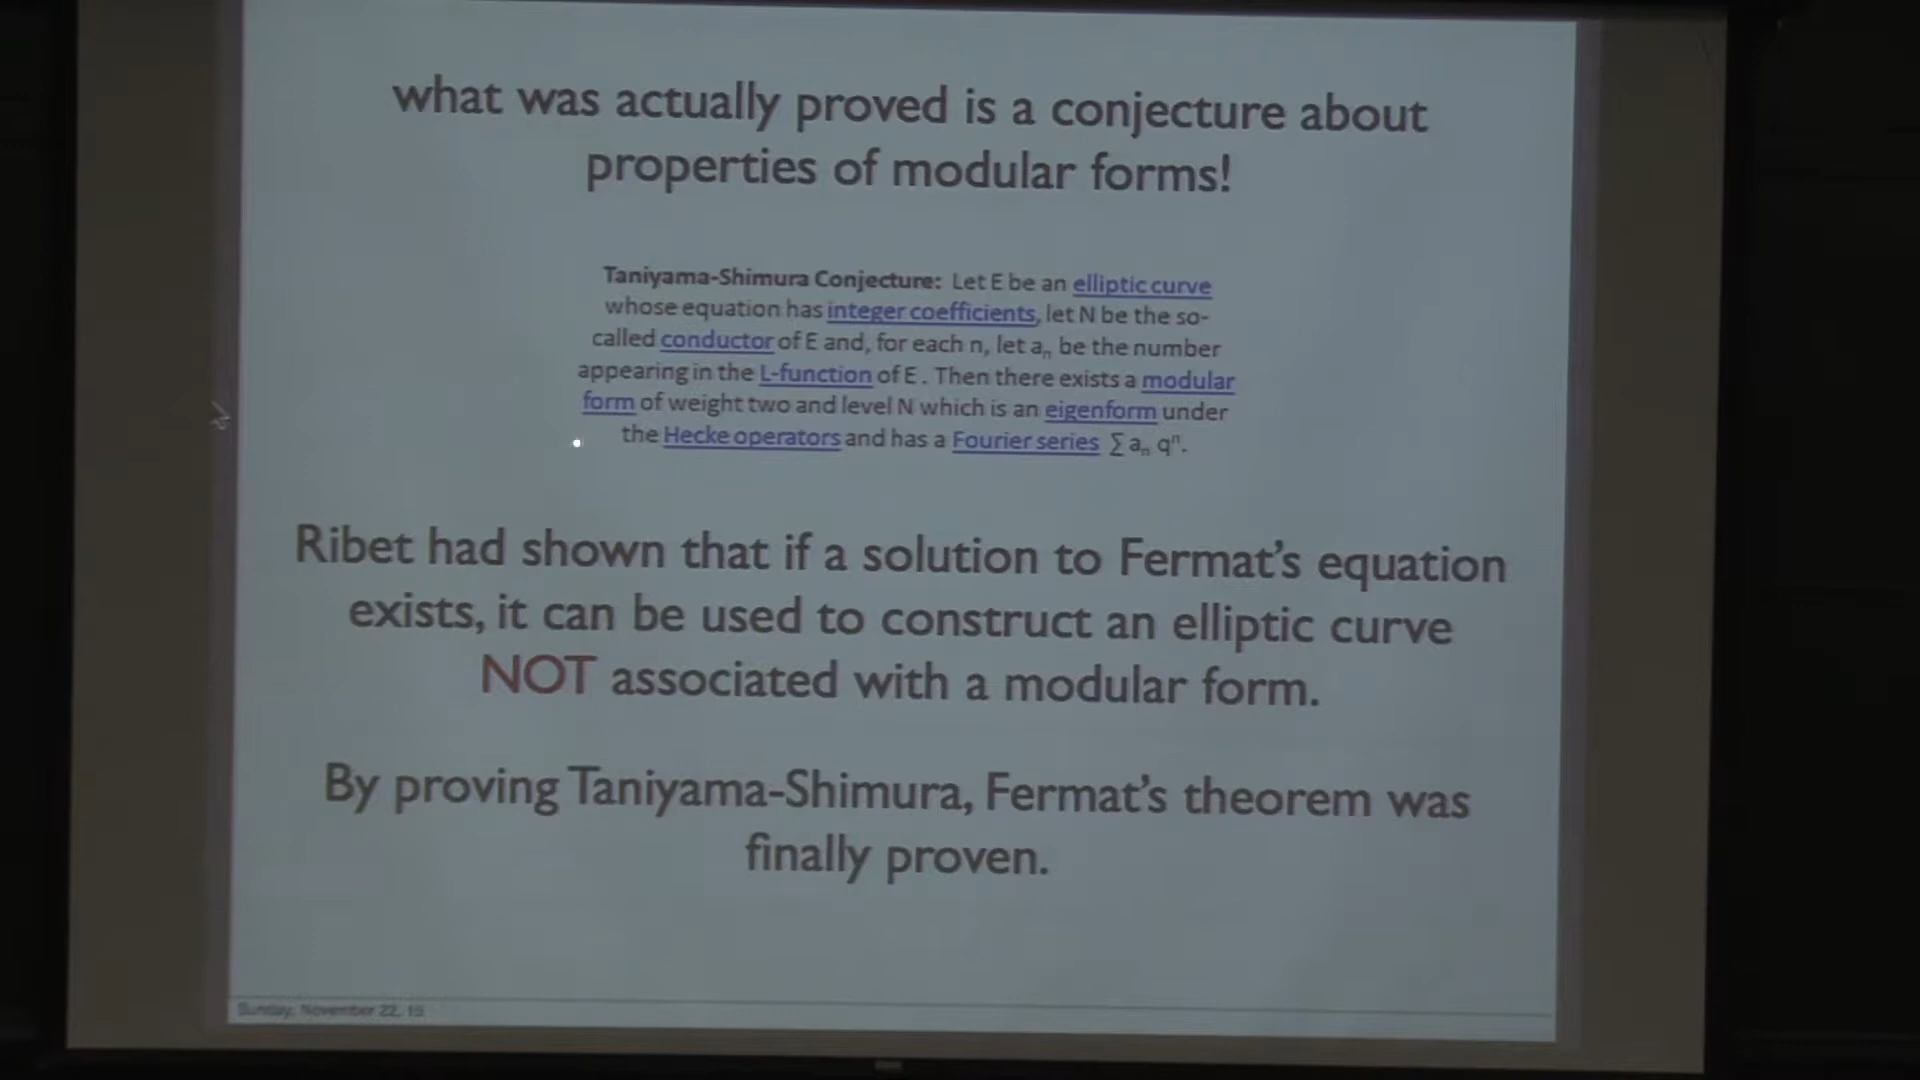 what was actually proved is a conjecture about
properties of modular forms!
Taniyama-Shimura Conjecture: Let E be an elliptic curve
whose equation has integer coefficients, let N be the so-
called conductor of E and, for each n, let aₙ be the number
appearing in the L-function of E. Then there exists a modular
form of weight two and level N which is an eigenform under
the Hecke operators and has a Fourier series ∑ aₙ qⁿ.
Ribet had shown that if a solution to Fermat's equation
exists, it can be used to construct an elliptic curve
NOT associated with a modular form.
By proving Taniyama-Shimura, Fermat's theorem was
finally proven.
Sunday, November 22, 15